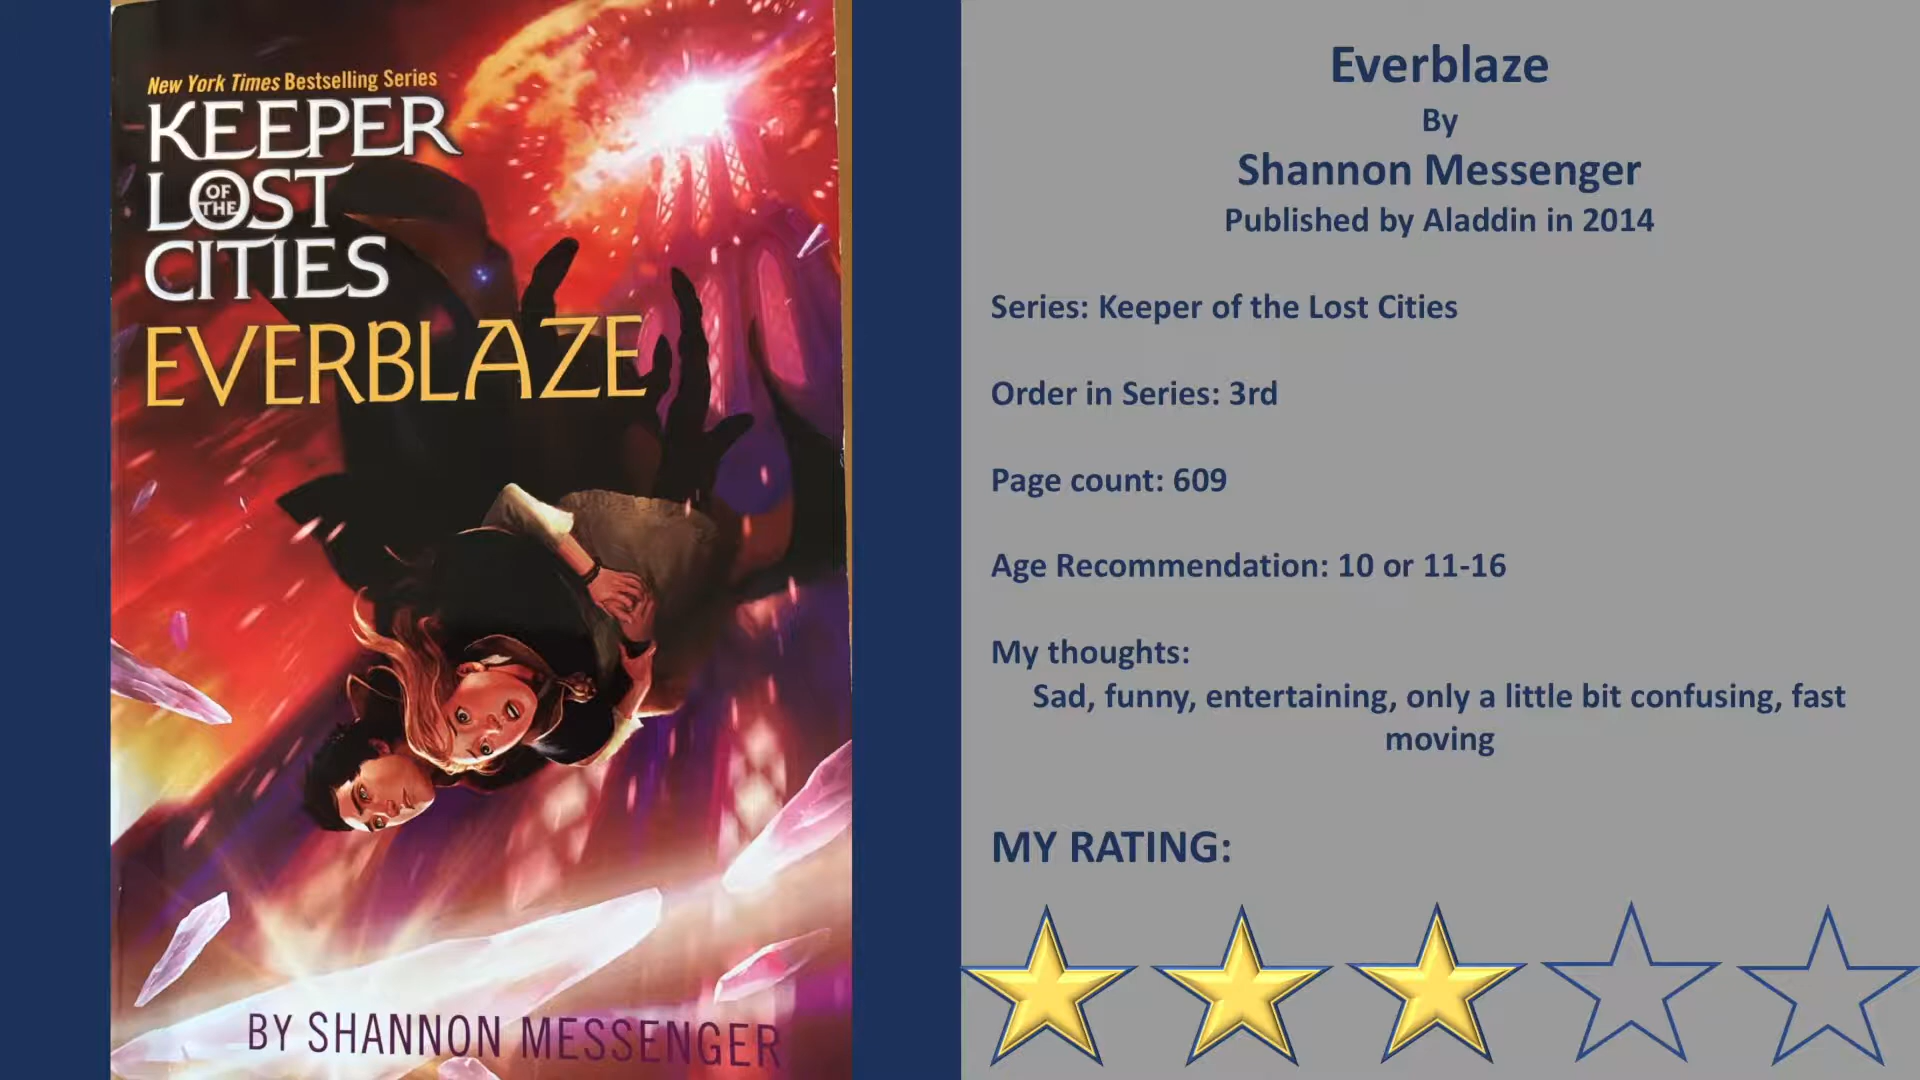 New York Times Bestselling Series
KEEPER
OF THE
LOST
CITIES
EVERBLAZE
BY SHANNON MESSENGER
Everblaze
By
Shannon Messenger
Published by Aladdin in 2014
Series: Keeper of the Lost Cities
Order in Series: 3rd
Page count: 609
Age Recommendation: 10 or 11-16
My thoughts:
Sad, funny, entertaining, only a little bit confusing, fast
moving
MY RATING: